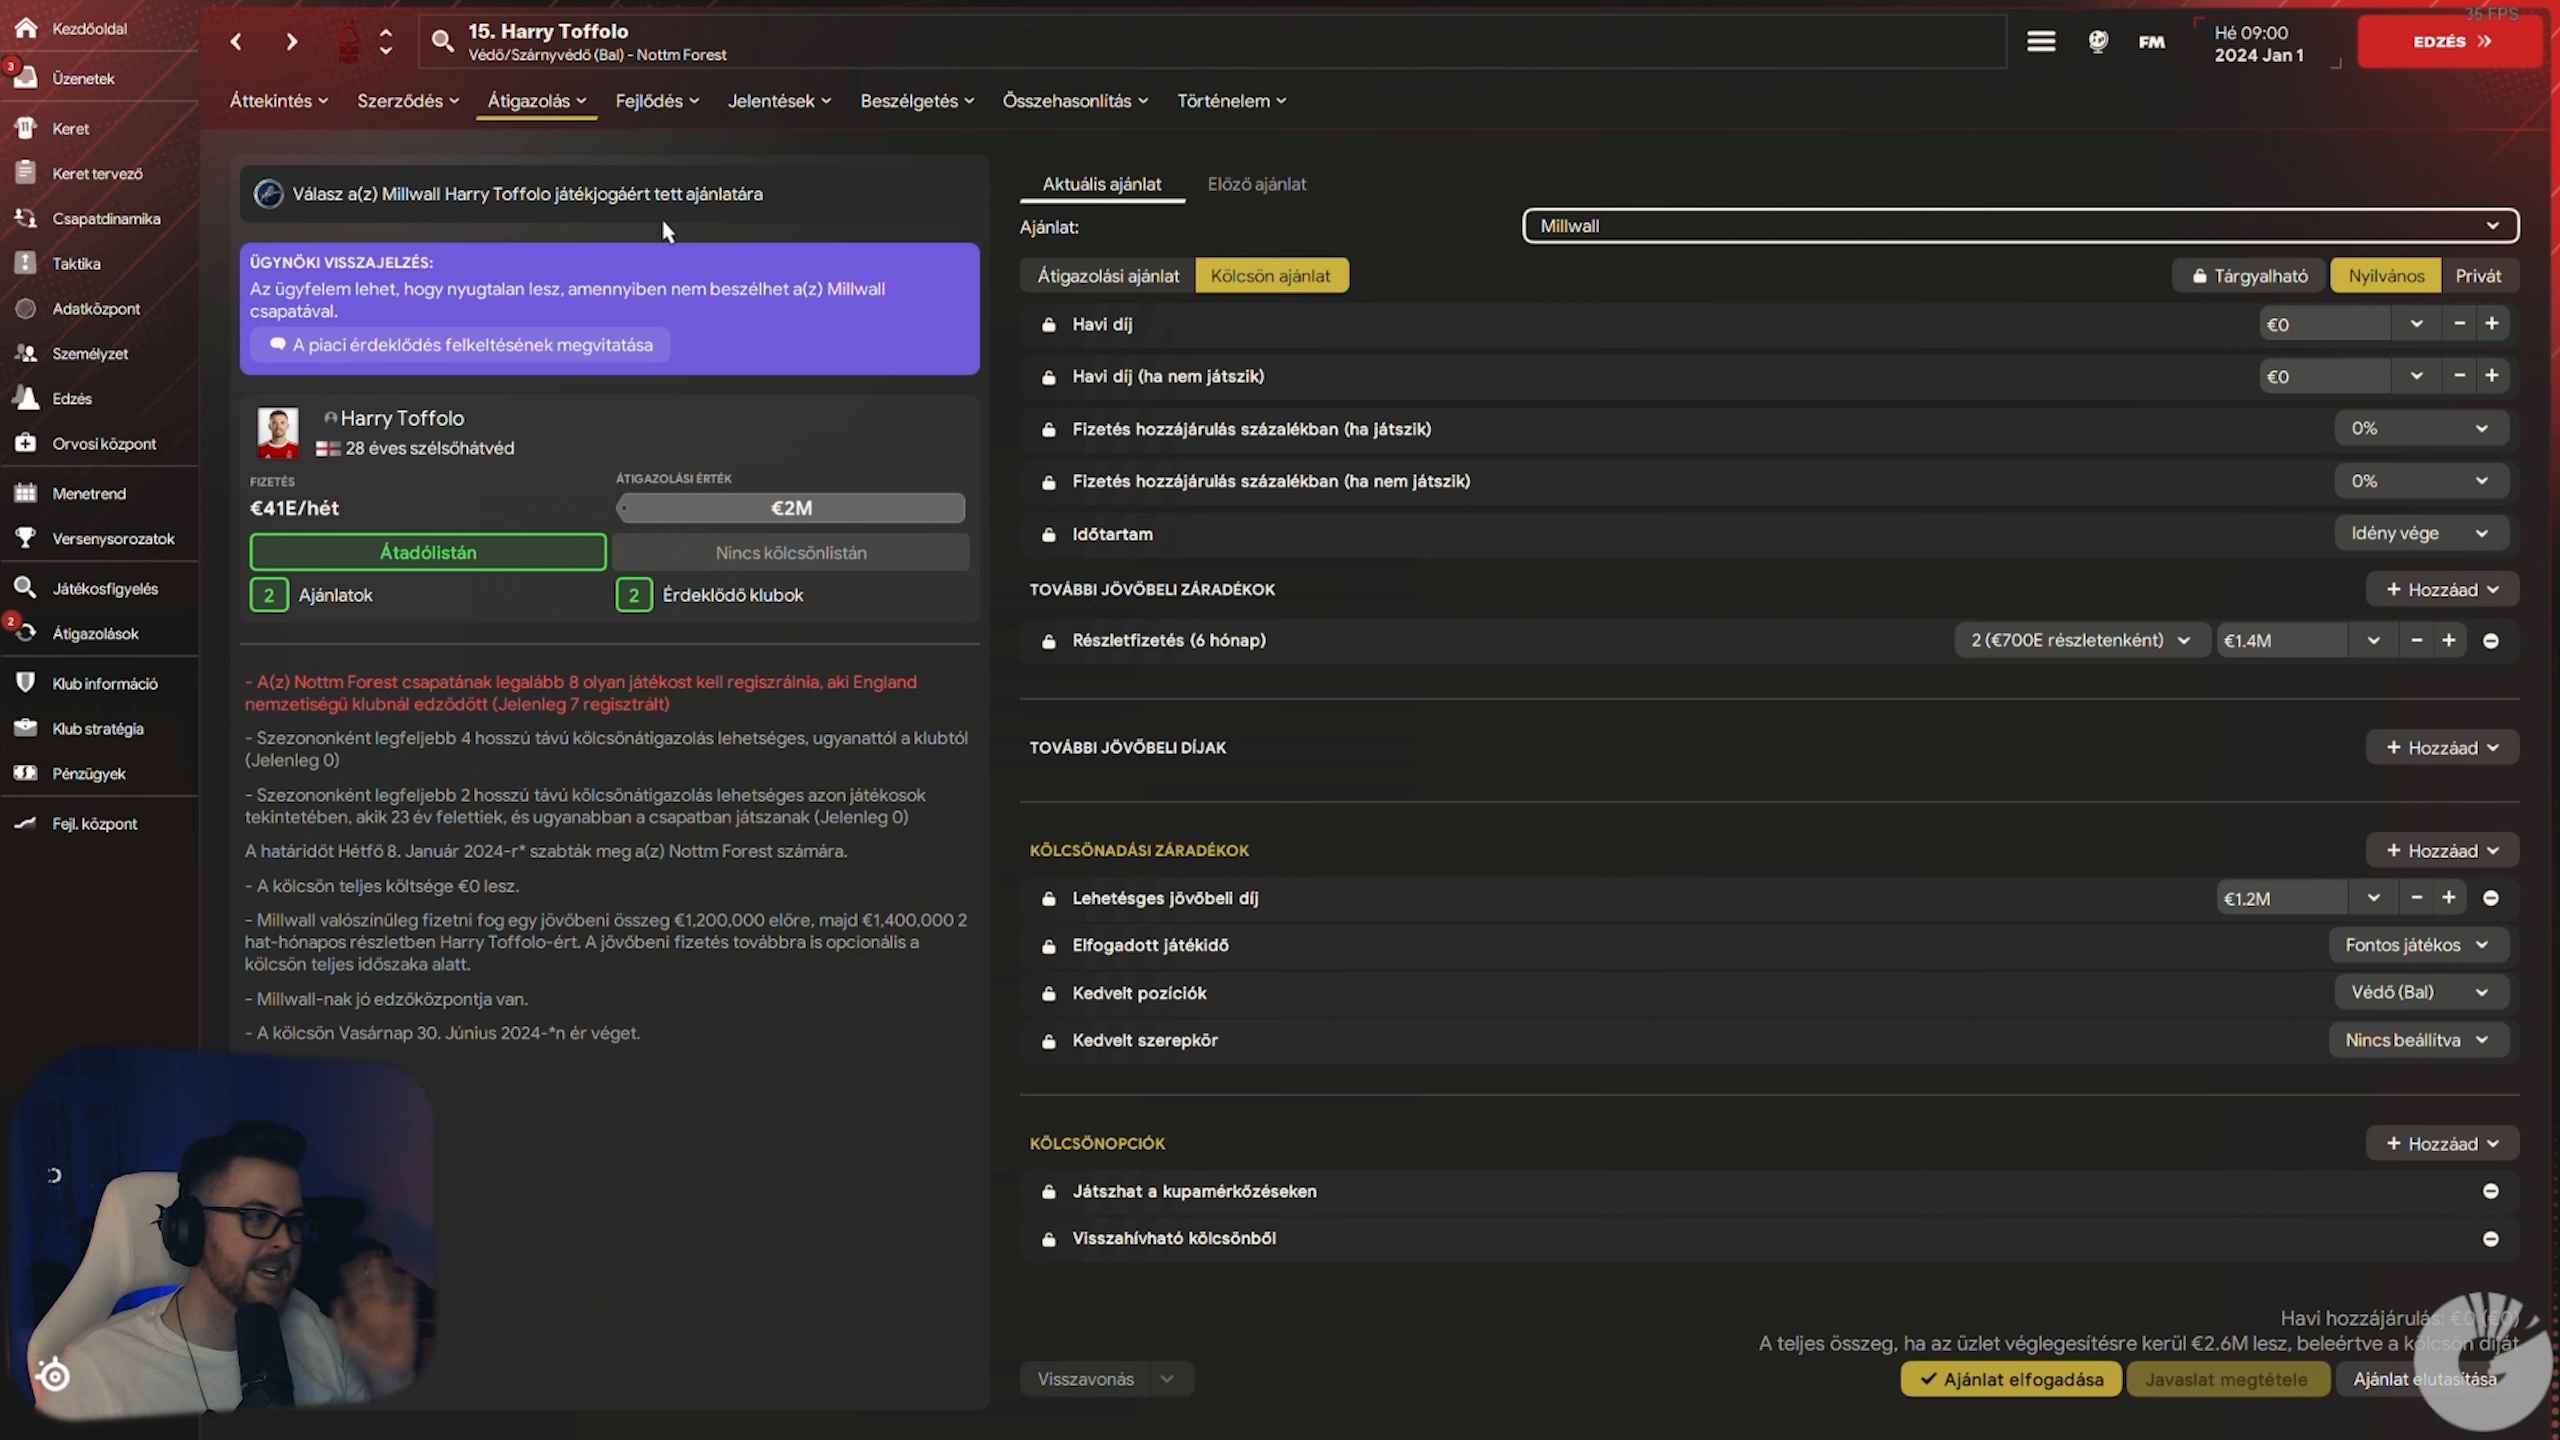 Kezdőoldal
3
Üzenetek
Keret
Keret tervező
Csapatdinamika
Taktika
Adatközpont
Személyzet
Edzés
Orvosi központ
Menetrend
Versenysorozatok
Játékosfigyelés
2
Átigazolások
Klub információ
Klub stratégia
Pénzügyek
Fejl. központ
15. Harry Toffolo
Védő/Szárnyvédő (Bal) - Nottm Forest
FM
Hé 09:00
2024 Jan 1
35 FPS
EDZÉS
Áttekintés
Szerződés
Átigazolás
Fejlődés
Jelentések
Beszélgetés
Összehasonlítás
Történelem
Válasz a(z) Millwall Harry Toffolo játékjogáért tett ajánlatára
ÜGYNÖKI VISSZAJELZÉS:
Az ügyfelem lehet, hogy nyugtalan lesz, amennyiben nem beszélhet a(z) Millwall
csapatával.
A piaci érdeklődés felkeltésének megvitatása
Harry Toffolo
28 éves szélsőhátvéd
FIZETÉS
ÁTIGAZOLÁSI ÉRTÉK
€41E/hét
€2M
Átadólistán
Nincs kölcsönlistán
2 Ajánlatok
2 Érdeklődő klubok
- A(z) Nottm Forest csapatának legalább 8 olyan játékost kell regiszrálnia, aki England
nemzetiségű klubnál edződött (Jelenleg 7 regisztrált)
- Szezononként legfeljebb 4 hosszú távú kölcsönátigazolás lehetséges, ugyanattól a klubtól
(Jelenleg 0)
- Szezononként legfeljebb 2 hosszú távú kölcsönátigazolás lehetséges azon játékosok
tekintetében, akik 23 év felettiek, és ugyanabban a csapatban játszanak (Jelenleg 0)
A határidőt Hétfő 8. Január 2024-r* szabták meg a(z) Nottm Forest számára.
- A kölcsön teljes költsége €0 lesz.
- Millwall valószínűleg fizetni fog egy jövőbeni összeg €1,200,000 előre, majd €1,400,000 2
hat-hónapos részletben Harry Toffolo-ért. A jövőbeni fizetés továbbra is opcionális a
kölcsön teljes időszaka alatt.
- Millwall-nak jó edzőközpontja van.
- A kölcsön Vasárnap 30. Június 2024-*n ér véget.
Aktuális ajánlat
Előző ajánlat
Ajánlat:
Millwall
Átigazolási ajánlat
Kölcsön ajánlat
Tárgyalható
Nyilvános
Privát
Havi díj
€0
Havi díj (ha nem játszik)
€0
Fizetés hozzájárulás százalékban (ha játszik)
0%
Fizetés hozzájárulás százalékban (ha nem játszik)
0%
Időtartam
Idény vége
TOVÁBBI JÖVŐBELI ZÁRADÉKOK
+ Hozzáad
Részletfizetés (6 hónap)
2 (€700E részletenként)
€1.4M
TOVÁBBI JÖVŐBELI DÍJAK
+ Hozzáad
KÖLCSÖNADÁSI ZÁRADÉKOK
+ Hozzáad
Lehetésges jövőbeli díj
€1.2M
Elfogadott játékidő
Fontos játékos
Kedvelt pozíciók
Védő (Bal)
Kedvelt szerepkör
Nincs beállítva
KÖLCSÖNOPCIÓK
+ Hozzáad
Játszhat a kupamérkőzéseken
Visszahívható kölcsönből
Havi hozzájárulás: €0 (€0)
A teljes összeg, ha az üzlet véglegesítésre kerül €2.6M lesz, beleértve a kölcsön díját
Visszavonás
Ajánlat elfogadása
Javaslat megtétele
Ajánlat elutasítása